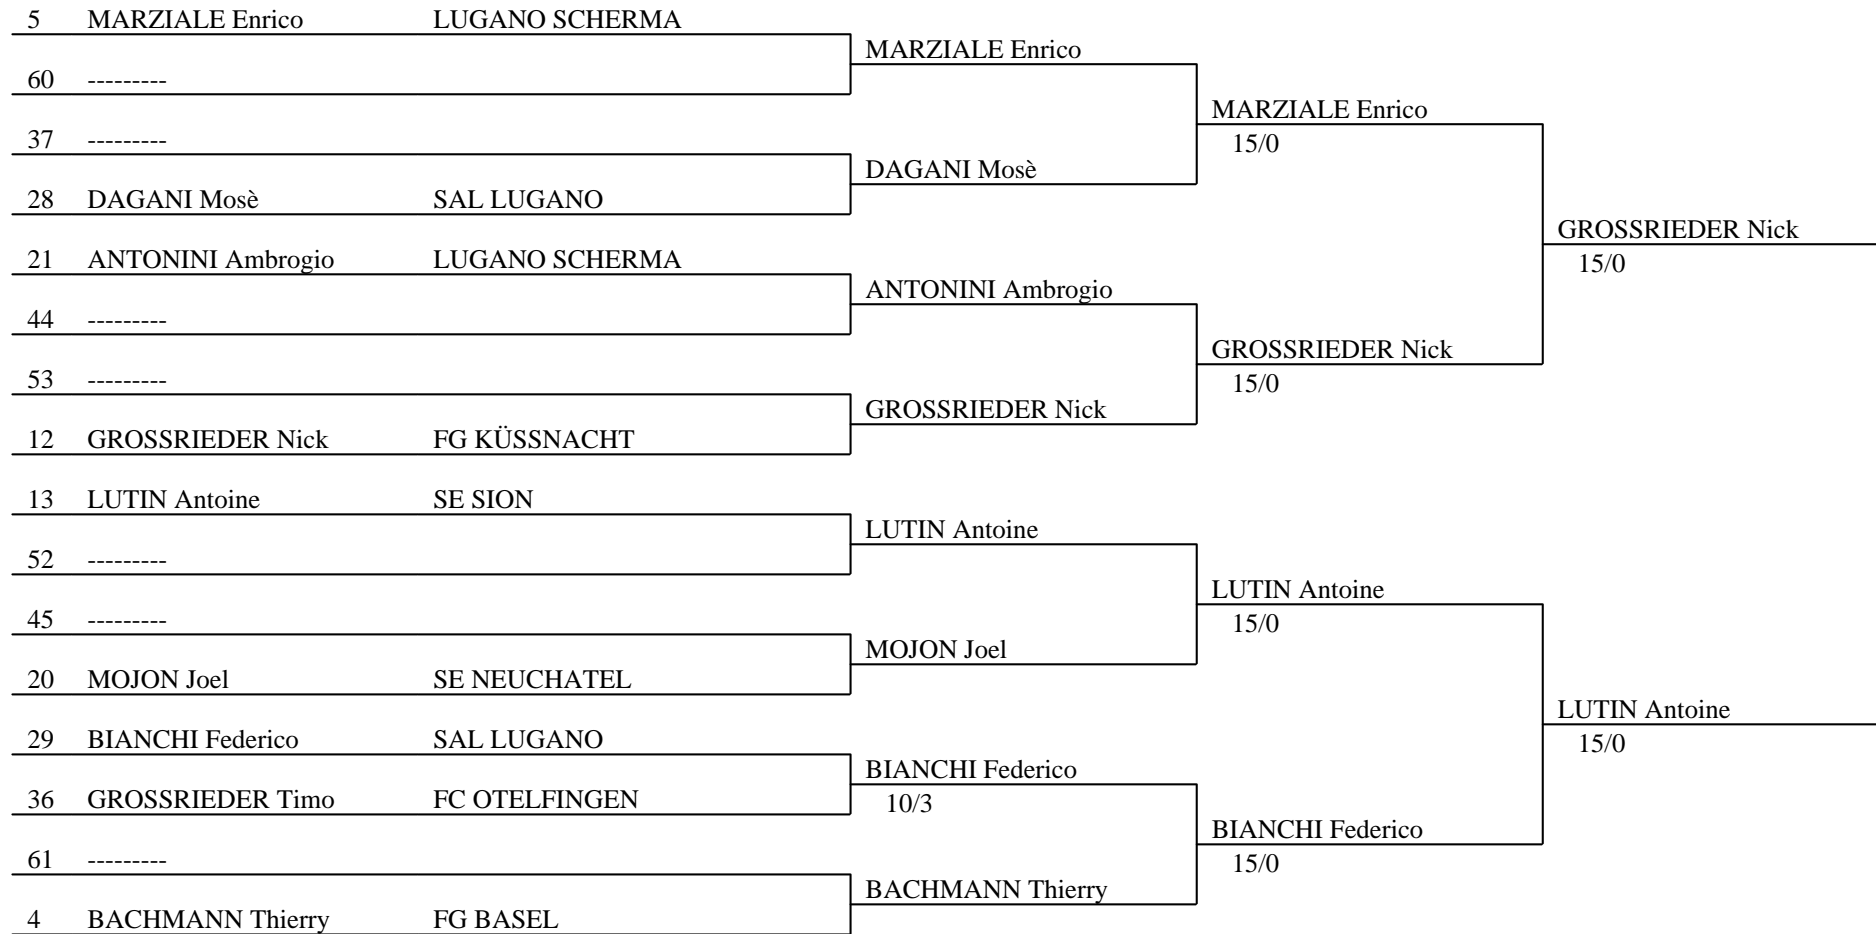 5 MARZIALE Enrico LUGANO SCHERMA
MARZIALE Enrico
60 ---------
MARZIALE Enrico
15/0
37 ---------
DAGANI Mosè
28 DAGANI Mosè SAL LUGANO
GROSSRIEDER Nick
15/0
21 ANTONINI Ambrogio LUGANO SCHERMA
ANTONINI Ambrogio
44 ---------
GROSSRIEDER Nick
15/0
53 ---------
GROSSRIEDER Nick
12 GROSSRIEDER Nick FG KÜSSNACHT
13 LUTIN Antoine SE SION
LUTIN Antoine
52 ---------
LUTIN Antoine
15/0
45 ---------
MOJON Joel
20 MOJON Joel SE NEUCHATEL
LUTIN Antoine
15/0
29 BIANCHI Federico SAL LUGANO
BIANCHI Federico
10/3
36 GROSSRIEDER Timo FC OTELFINGEN
BIANCHI Federico
15/0
61 ---------
BACHMANN Thierry
4 BACHMANN Thierry FG BASEL